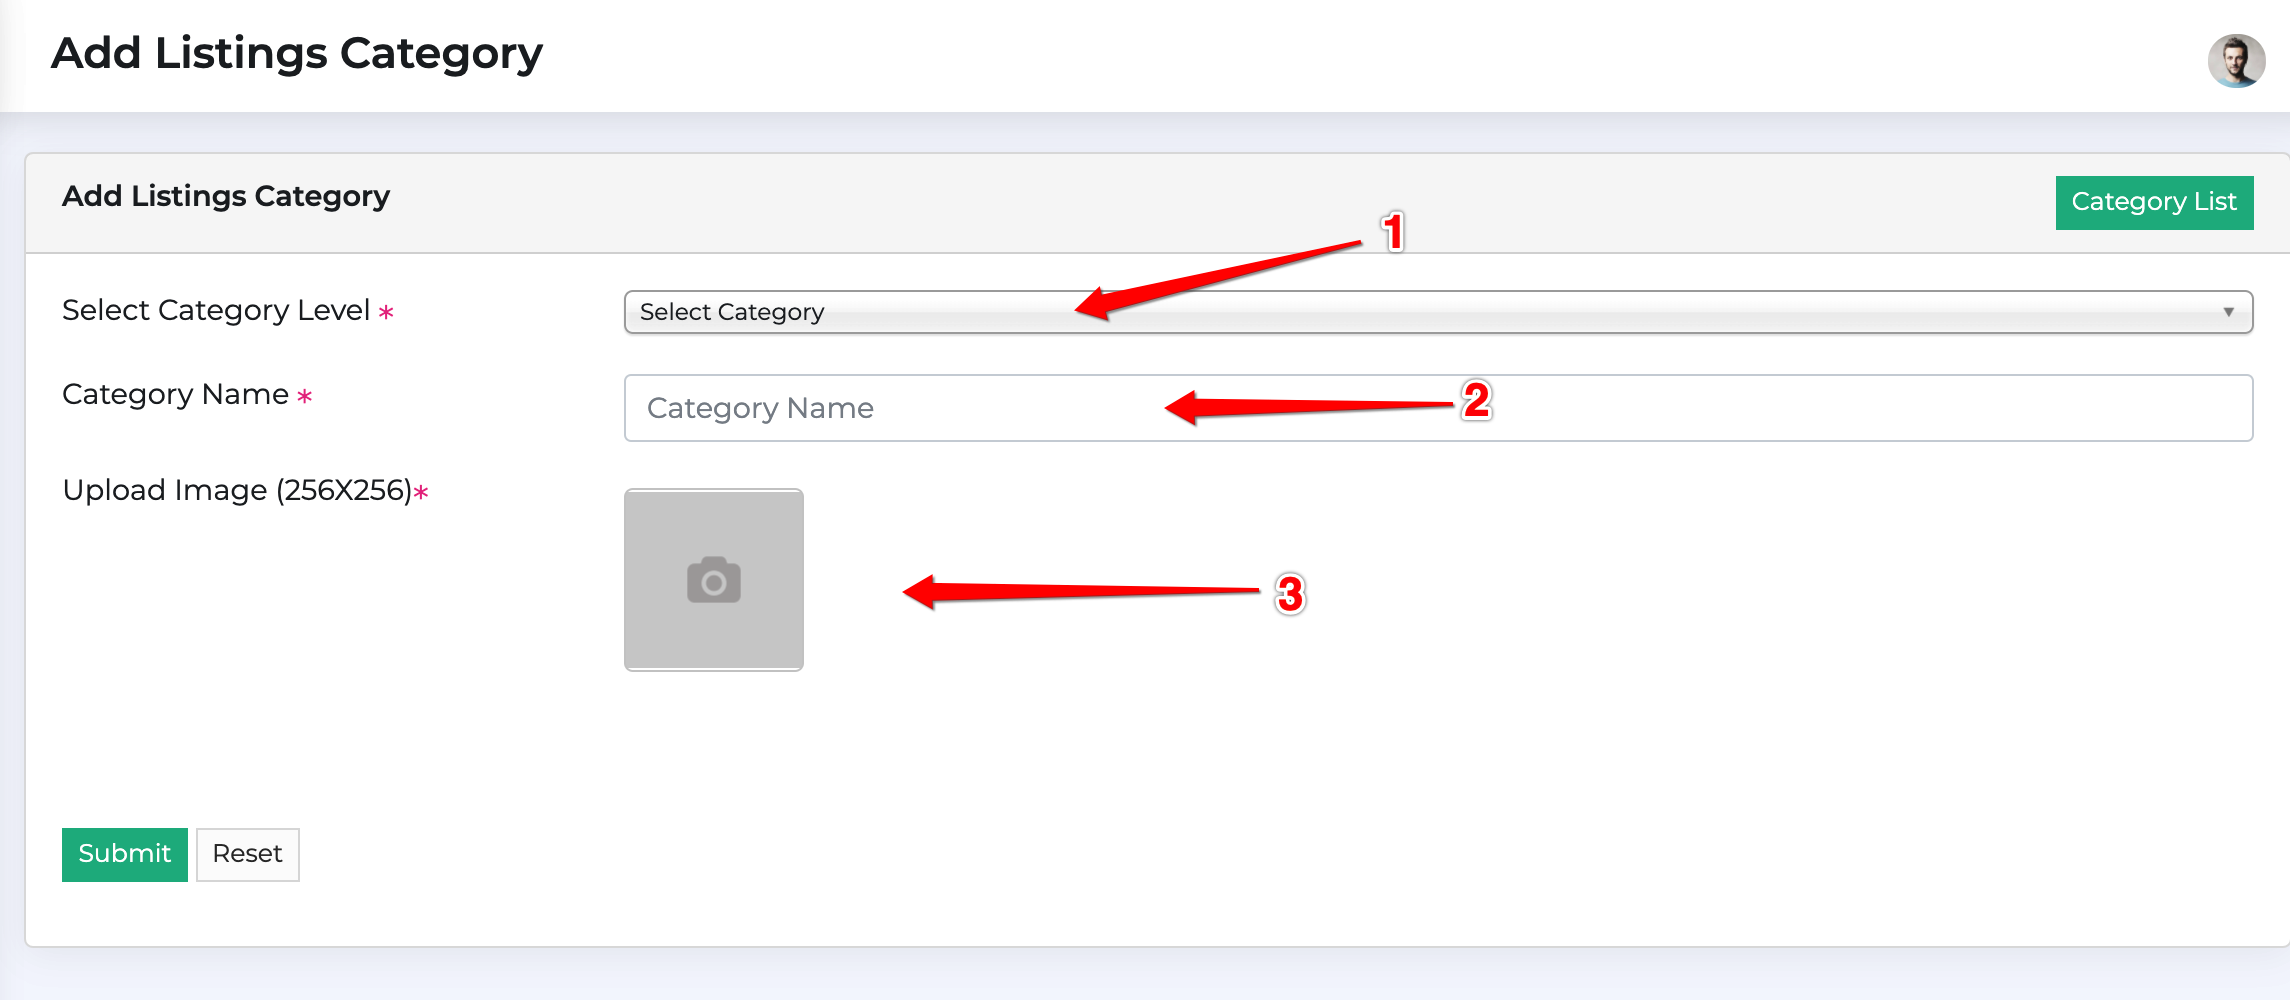 Add Listings Category
Add Listings Category
Category List
1
Select Category Level *
Select Category
Category Name *
Category Name
2
Upload Image (256X256)*
3
Submit
Reset